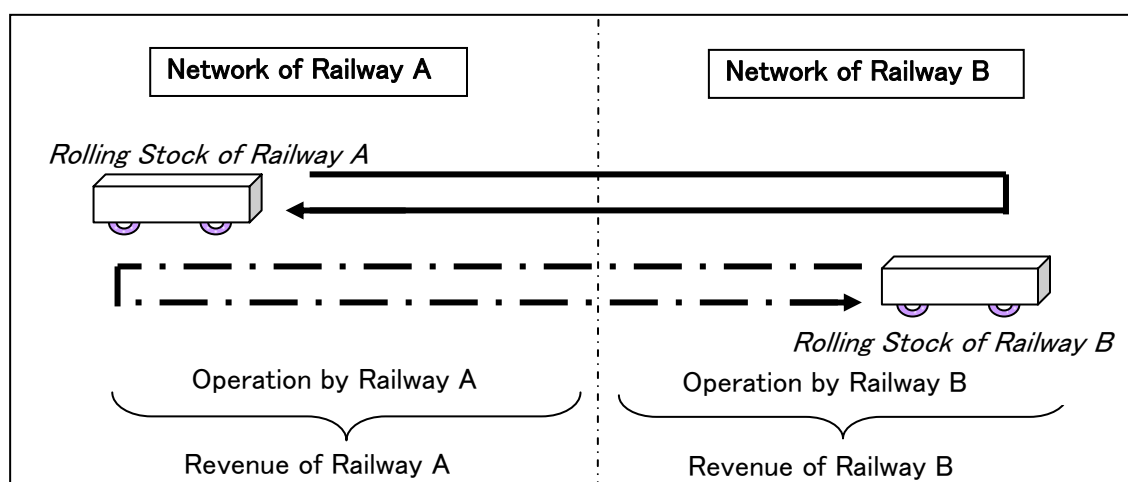 Network of Railway A
Network of Railway B
Rolling Stock of Railway A
Rolling Stock of Railway B
Operation by Railway A
Operation by Railway B
Revenue of Railway A
Revenue of Railway B